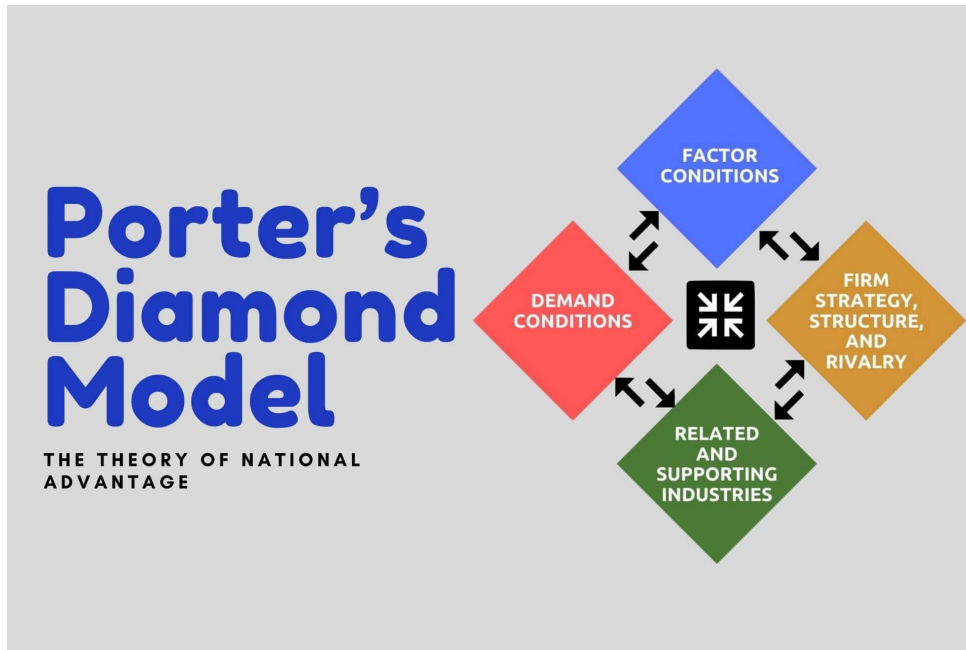 Porter's
Diamond
Model
THE THEORY OF NATIONAL
ADVANTAGE
FACTOR
CONDITIONS
DEMAND
CONDITIONS
FIRM
STRATEGY,
STRUCTURE,
AND
RIVALRY
RELATED
AND
SUPPORTING
INDUSTRIES